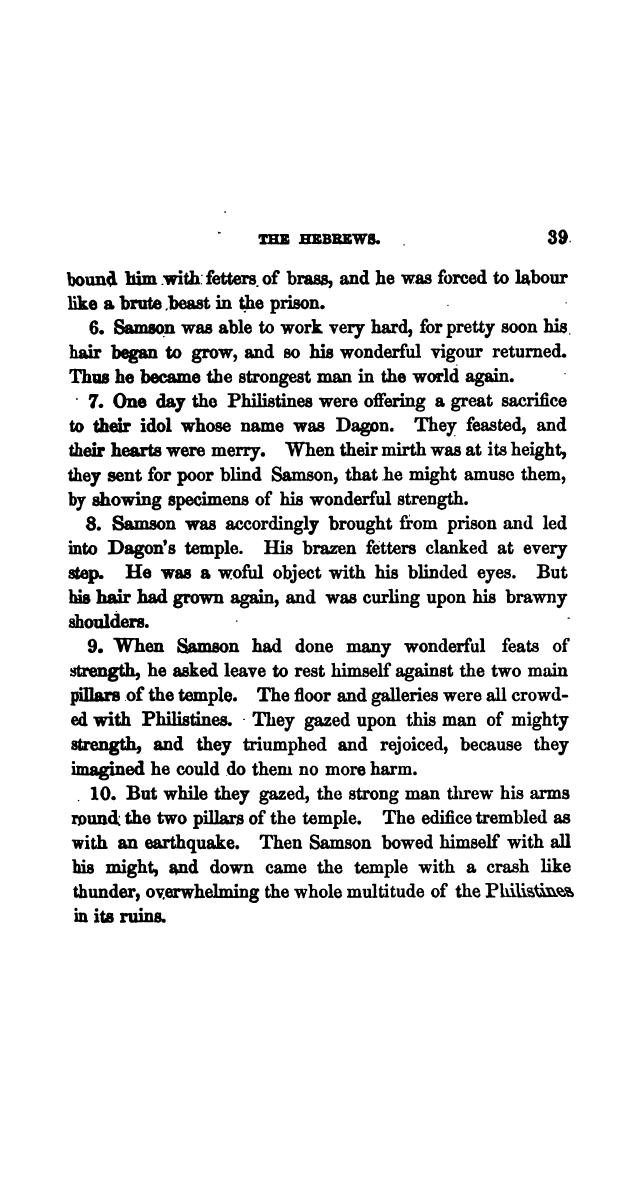 THE HEBREWS. 39
bound him with fetters of brass, and he was forced to labour
like a brute beast in the prison.
6. Samson was able to work very hard, for pretty soon his
hair began to grow, and so his wonderful vigour returned.
Thus he became the strongest man in the world again.
7. One day the Philistines were offering a great sacrifice
to their idol whose name was Dagon. They feasted, and
their hearts were merry. When their mirth was at its height,
they sent for poor blind Samson, that he might amuse them,
by showing specimens of his wonderful strength.
8. Samson was accordingly brought from prison and led
into Dagon's temple. His brazen fetters clanked at every
step. He was a woful object with his blinded eyes. But
his hair had grown again, and was curling upon his brawny
shoulders.
9. When Samson had done many wonderful feats of
strength, he asked leave to rest himself against the two main
pillars of the temple. The floor and galleries were all crowd-
ed with Philistines. They gazed upon this man of mighty
strength, and they triumphed and rejoiced, because they
imagined he could do them no more harm.
10. But while they gazed, the strong man threw his arms
round the two pillars of the temple. The edifice trembled as
with an earthquake. Then Samson bowed himself with all
his might, and down came the temple with a crash like
thunder, overwhelming the whole multitude of the Philistines
in its ruins.